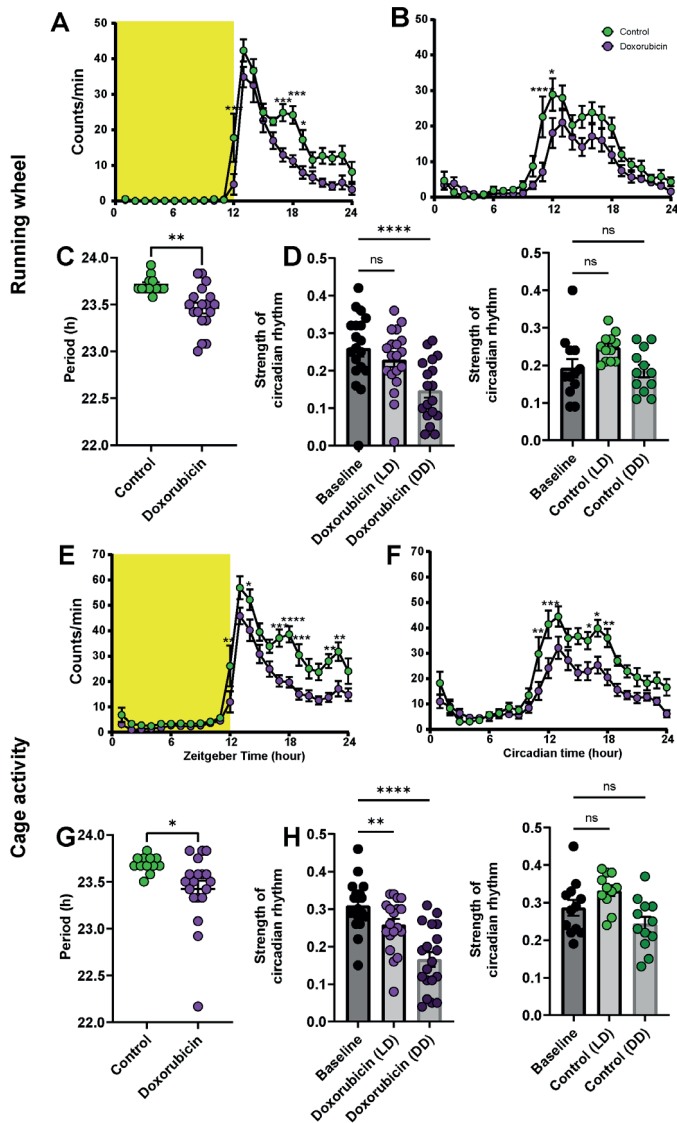 Running wheel
A
Counts/min
50
40
30
20
10
0
***
***
***
*
0
6
12
18
24
B
Control
Doxorubicin
50
40
30
20
10
0
***
*
0
6
12
18
24
C
**
Period (h)
24.0
23.5
23.0
22.5
22.0
Control
Doxorubicin
D
****
ns
Strength of
circadian rhythm
0.5
0.4
0.3
0.2
0.1
0.0
Baseline
Doxorubicin (LD)
Doxorubicin (DD)
ns
ns
Strength of
circadian rhythm
0.5
0.4
0.3
0.2
0.1
0.0
Baseline
Control (LD)
Control (DD)
Cage activity
E
Counts/min
70
60
50
40
30
20
10
0
**
*
***
****
***
**
**
0
6
12
18
24
Zeitgeber Time (hour)
F
70
60
50
40
30
20
10
0
**
***
*
*
**
0
6
12
18
24
Circadian time (hour)
G
*
Period (h)
24.0
23.5
23.0
22.5
22.0
Control
Doxorubicin
H
****
**
Strength of
circadian rhythm
0.5
0.4
0.3
0.2
0.1
0.0
Baseline
Doxorubicin (LD)
Doxorubicin (DD)
ns
ns
Strength of
circadian rhythm
0.5
0.4
0.3
0.2
0.1
0.0
Baseline
Control (LD)
Control (DD)